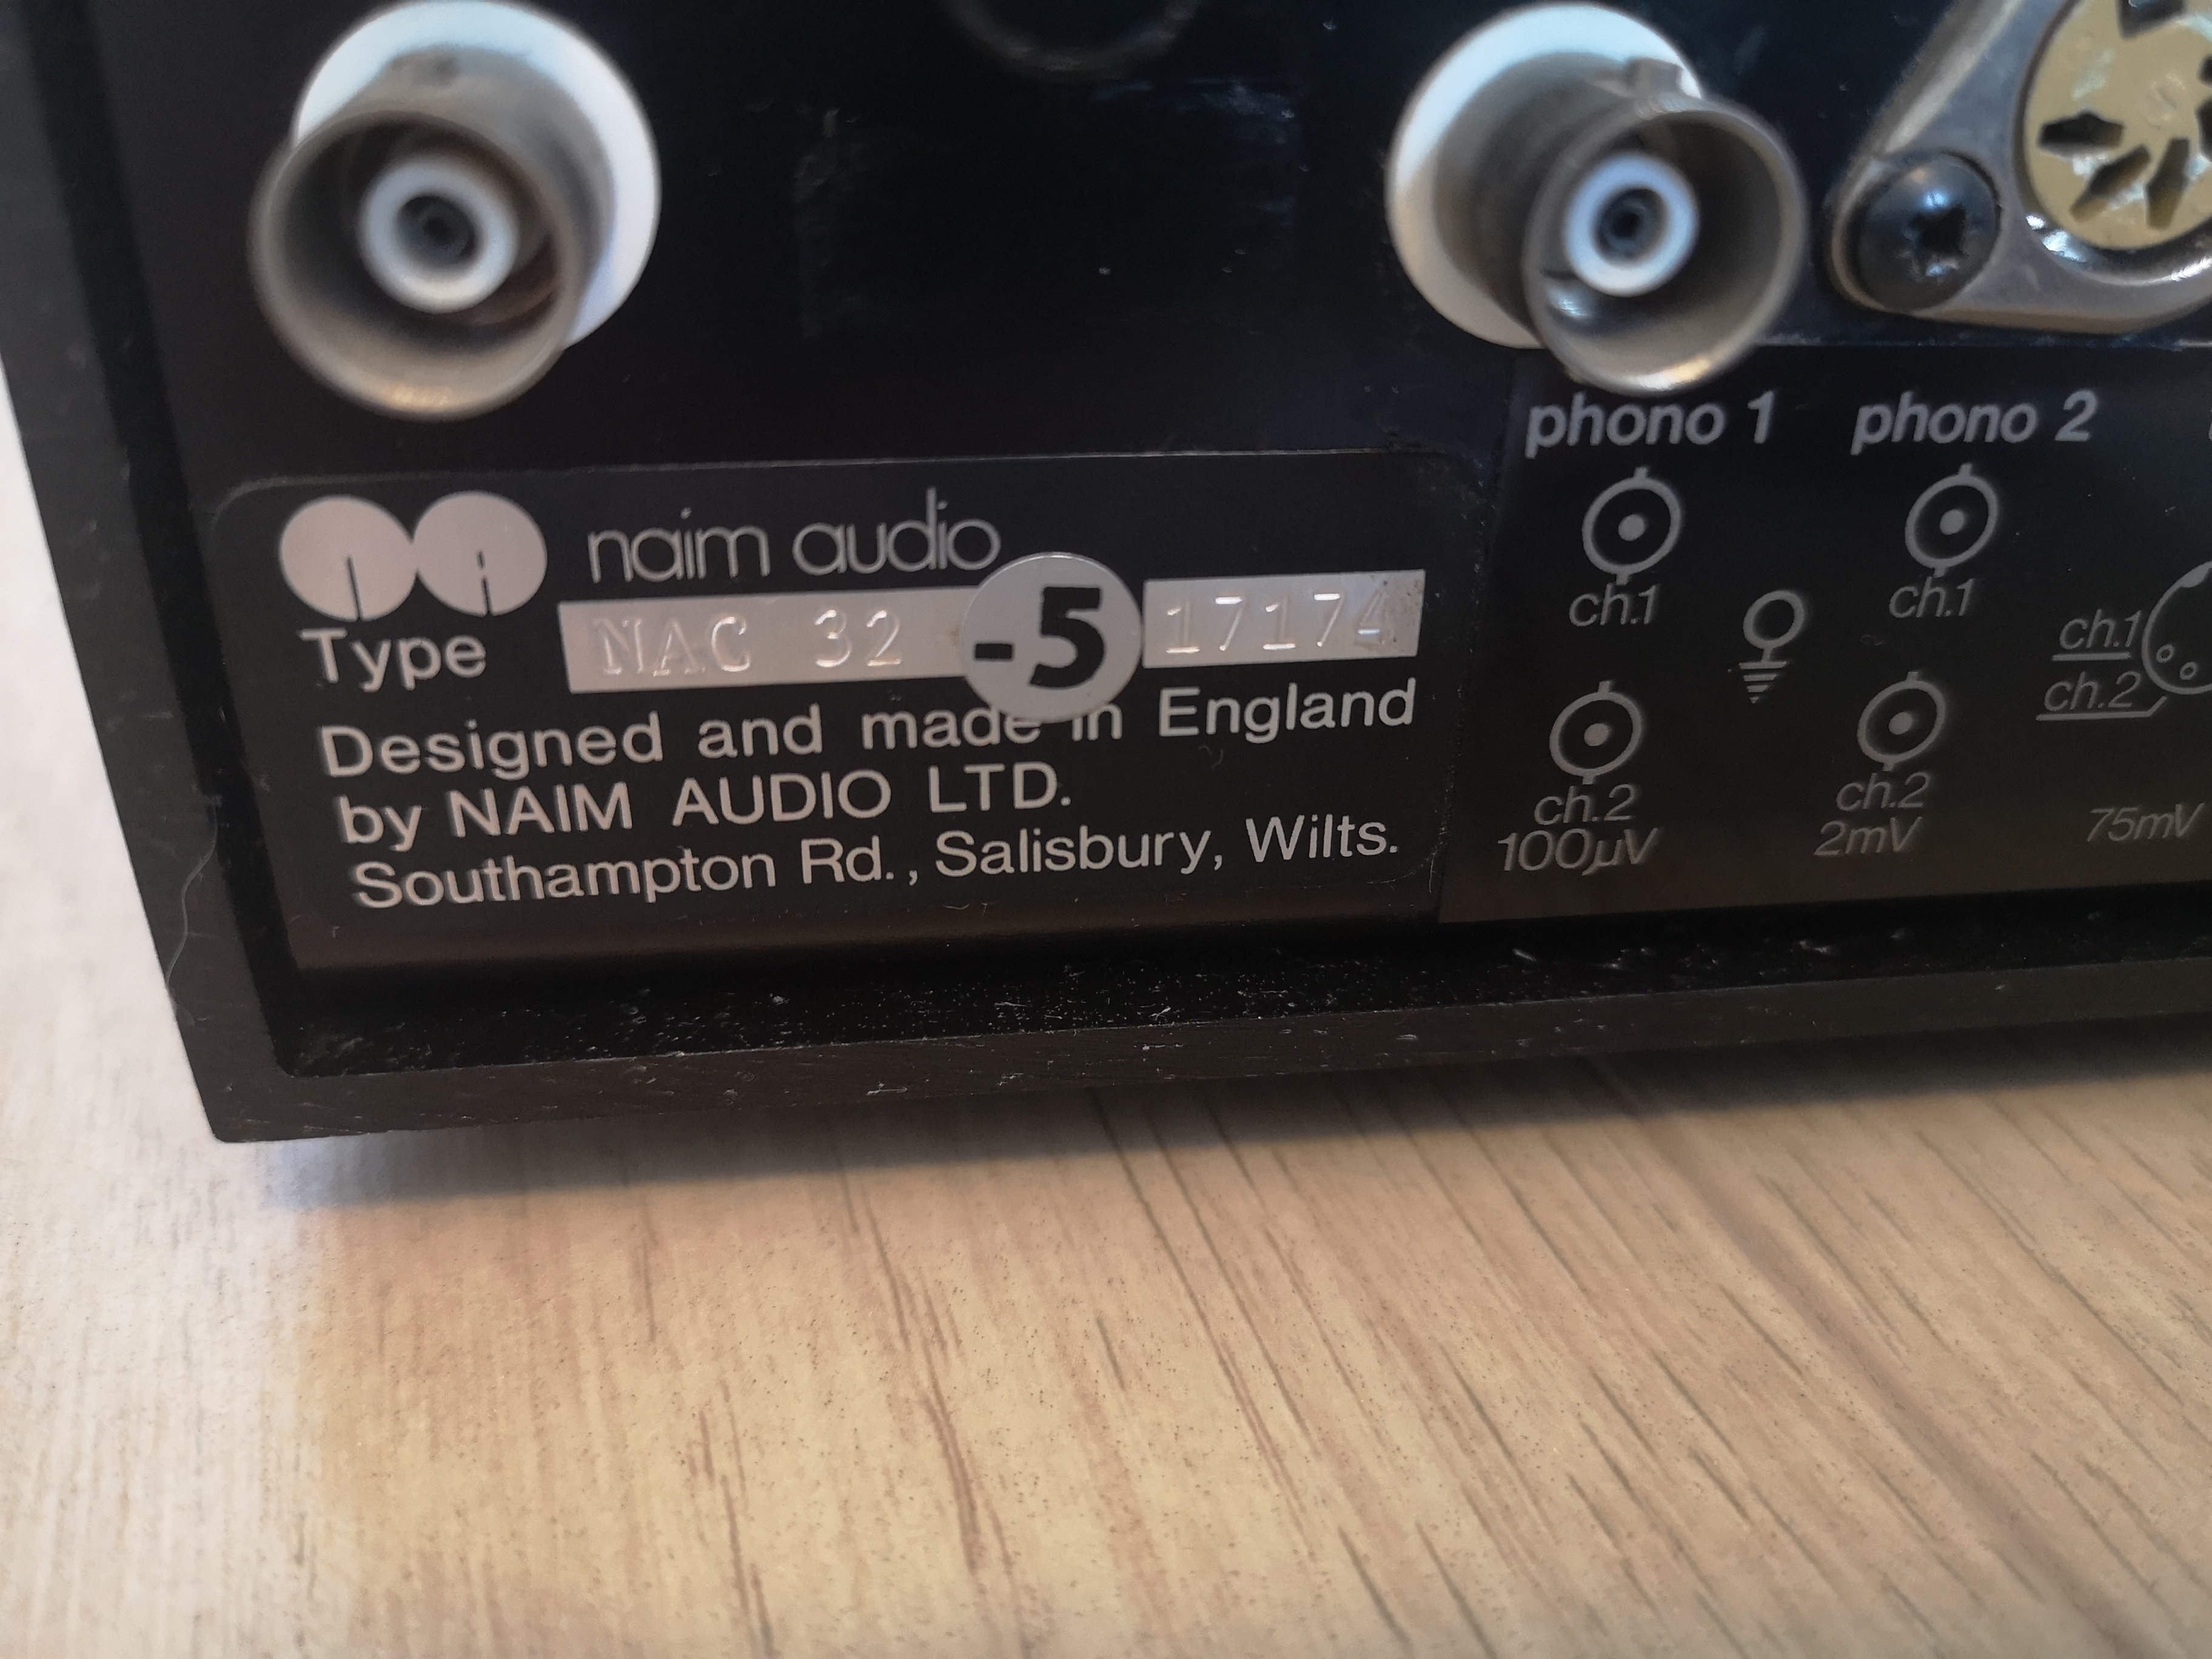 naim audio
Type NAC 32 -5 17174
Designed and made in England
by NAIM AUDIO LTD.
Southampton Rd., Salisbury, Wilts.
phono 1 phono 2
ch.1 ch.1
ch.1
ch.2
ch.2 ch.2
100µV 2mV 75mV